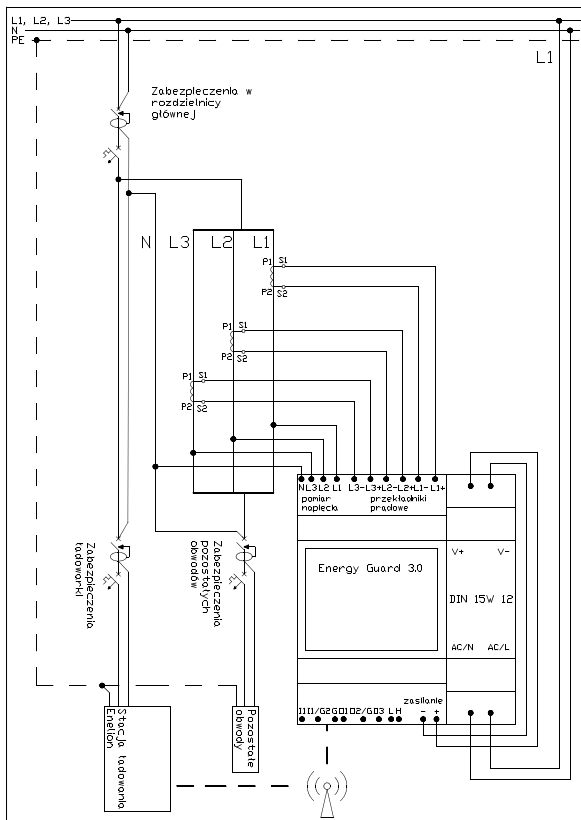 L1, L2, L3
N
PE
L1
Zabezpieczenia w
rozdzielnicy
głównej
N L3 L2 L1
P1 S1
P2 S2
P1 S1
P2 S2
P1 S1
P2 S2
N L3 L2 L1 L3- L3+ L2- L2+ L1- L1+
pomiar
napięcia
przekładniki
prądowe
Energy Guard 3.0
V+ V-
DIN 15W 12
AC/N AC/L
zasilanie
- +
L H
Zabezpieczenia
ładowarki
Zabezpieczenia
pozostałych
obwodów
Stacja ładowania
Enelion
Pozostałe
obwody